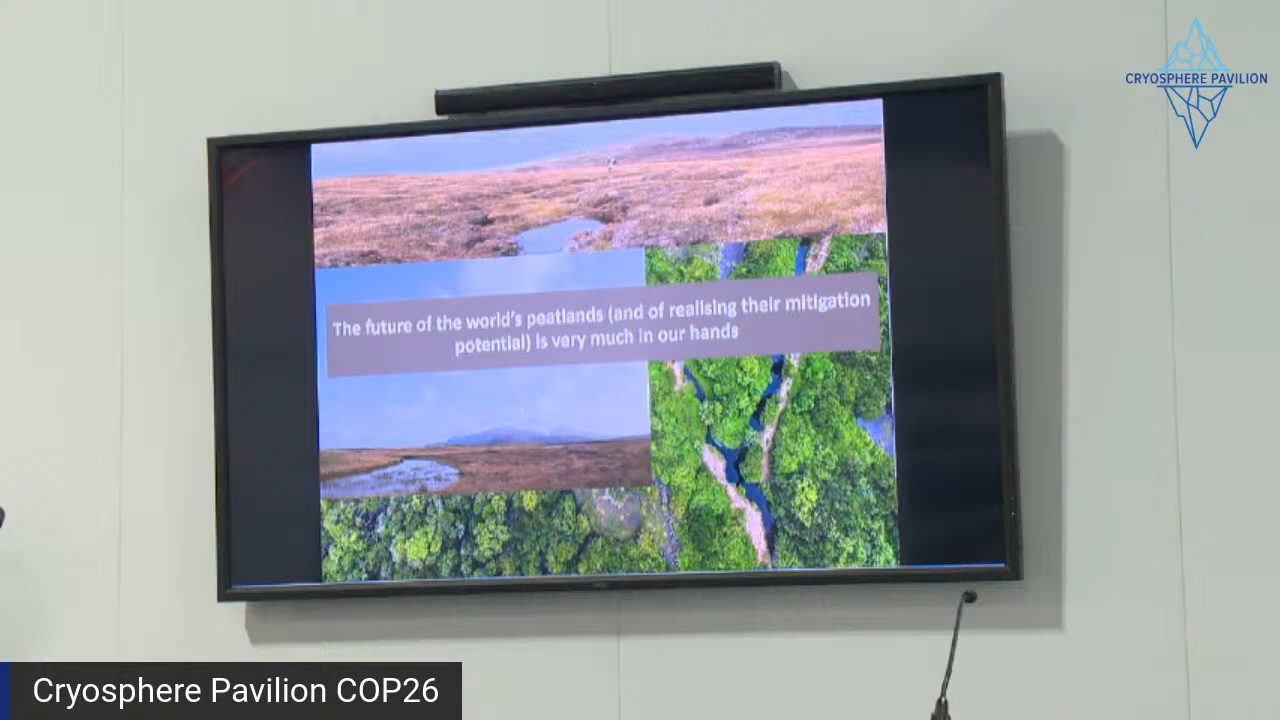 CRYOSPHERE PAVILION
The future of the world's peatlands (and of realising their mitigation
potential) is very much in our hands
Cryosphere Pavilion COP26